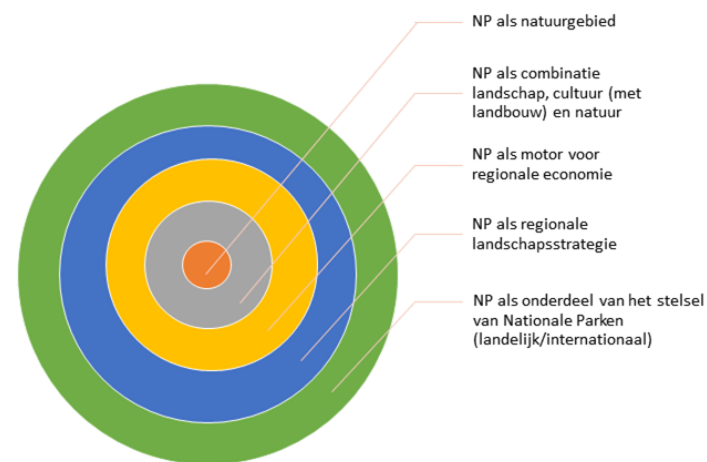 NP als natuurgebied
NP als combinatie
landschap, cultuur (met
landbouw) en natuur
NP als motor voor
regionale economie
NP als regionale
landschapsstrategie
NP als onderdeel van het stelsel
van Nationale Parken
(landelijk/internationaal)